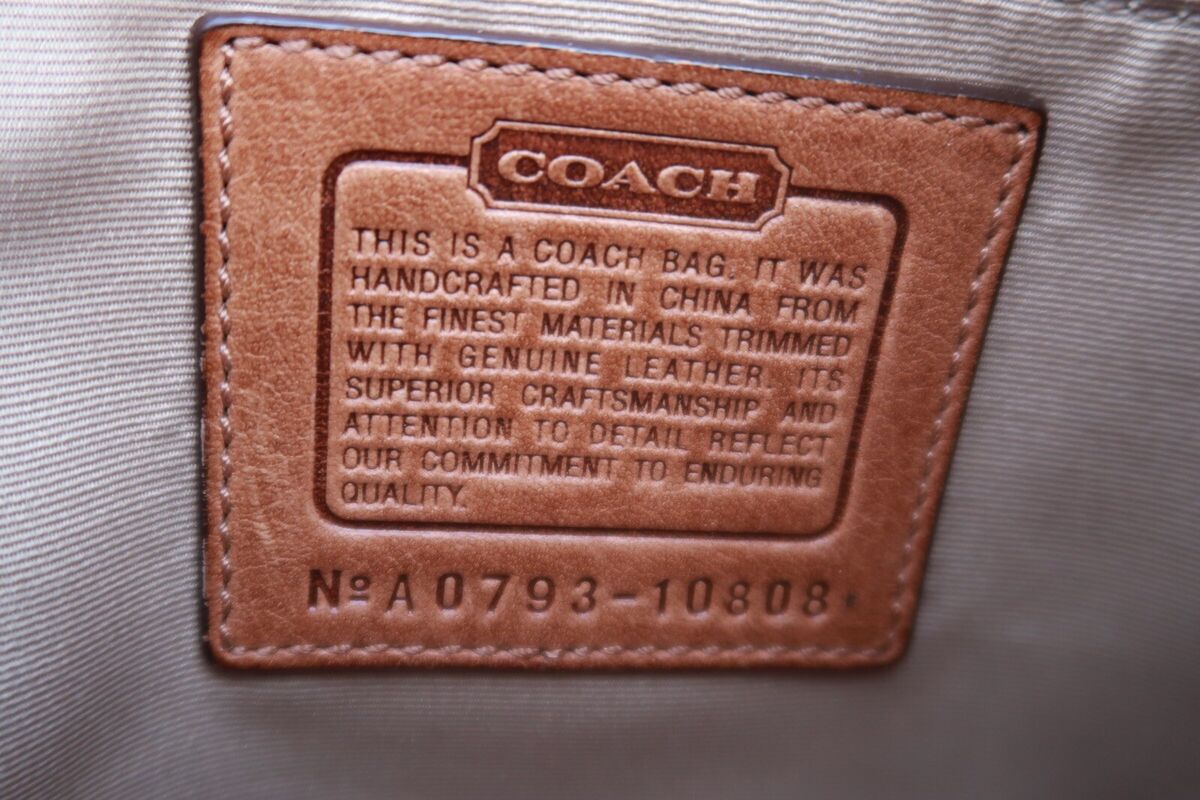 COACH
THIS IS A COACH BAG. IT WAS
HANDCRAFTED IN CHINA FROM
THE FINEST MATERIALS TRIMMED
WITH GENUINE LEATHER. ITS
SUPERIOR CRAFTSMANSHIP AND
ATTENTION TO DETAIL REFLECT
OUR COMMITMENT TO ENDURING
QUALITY.
Nº A0793-10808